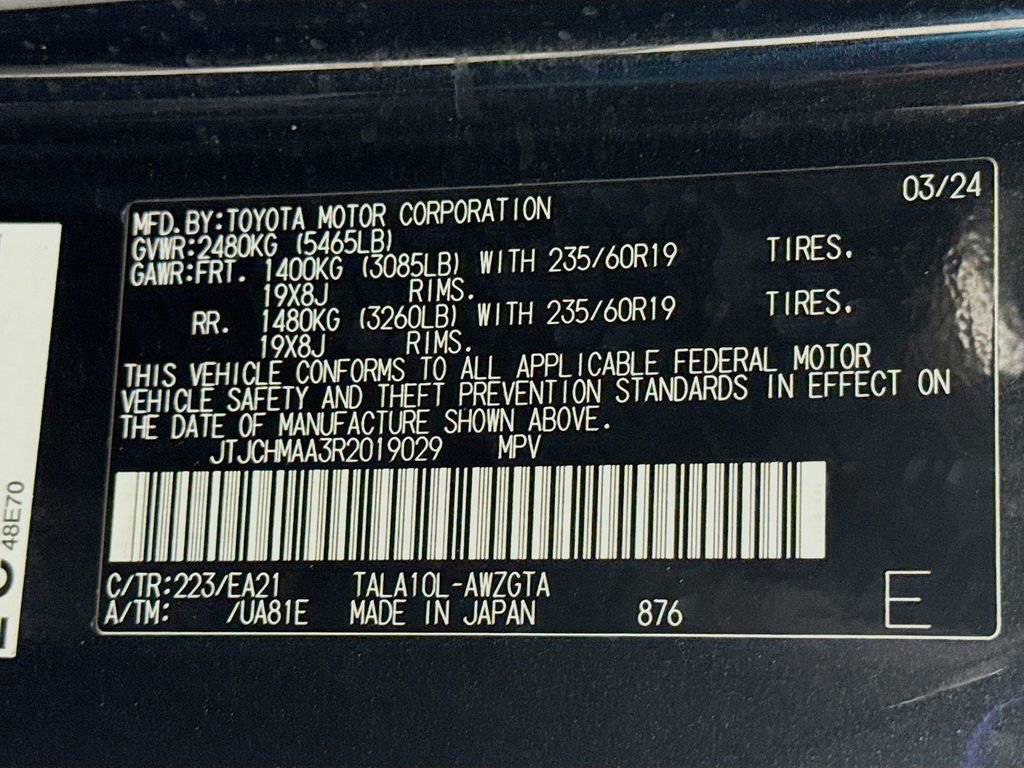 03/24
MFD.BY:TOYOTA MOTOR CORPORATION
GVWR:2480KG (5465LB)
GAWR:FRT. 1400KG (3085LB) WITH 235/60R19 TIRES.
19X8J RIMS.
RR. 1480KG (3260LB) WITH 235/60R19 TIRES.
19X8J RIMS.
THIS VEHICLE CONFORMS TO ALL APPLICABLE FEDERAL MOTOR
VEHICLE SAFETY AND THEFT PREVENTION STANDARDS IN EFFECT ON
THE DATE OF MANUFACTURE SHOWN ABOVE.
JTJCHMAA3R2019029 MPV
C/TR:223/EA21 TALA10L-AWZGTA
A/TM: /UA81E MADE IN JAPAN 876 E
48E70